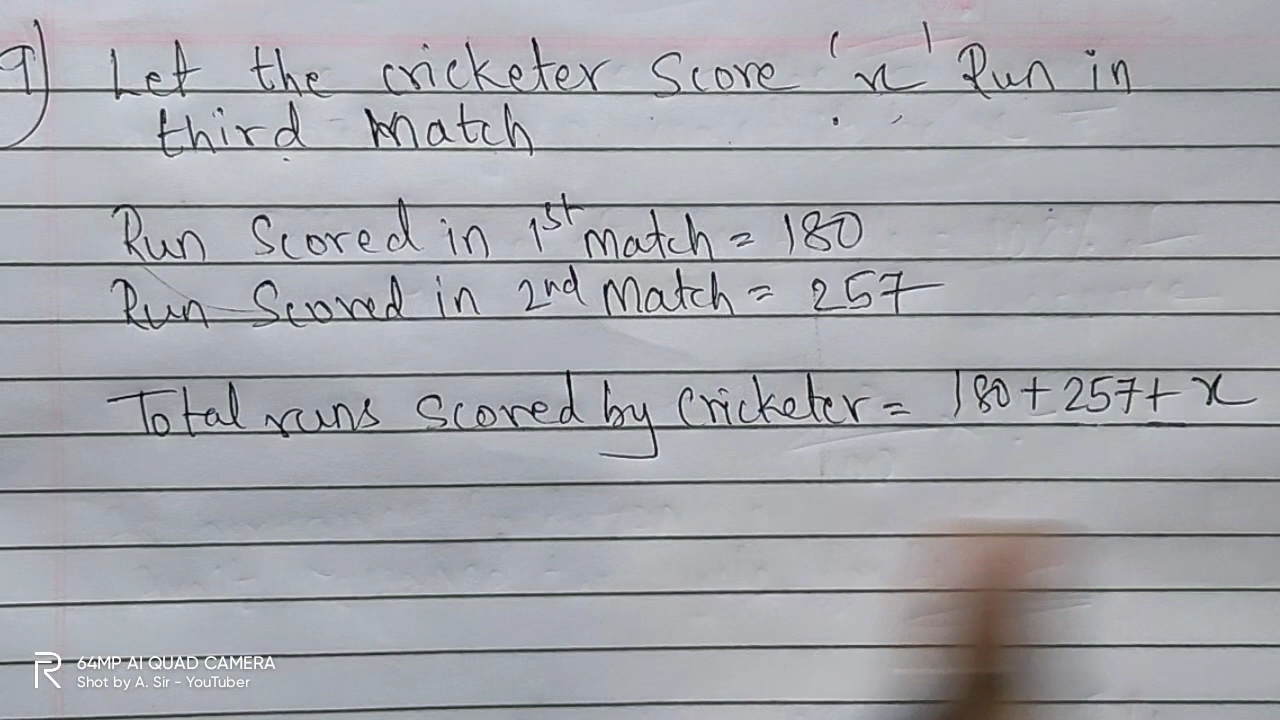 9) Let the cricketer Score 'x' Run in
third Match
Run Scored in 1st Match = 180
Run Scored in 2nd Match = 257
Total runs scored by Cricketer = 180 + 257 + x
64MP AI QUAD CAMERA
Shot by A. Sir - YouTuber